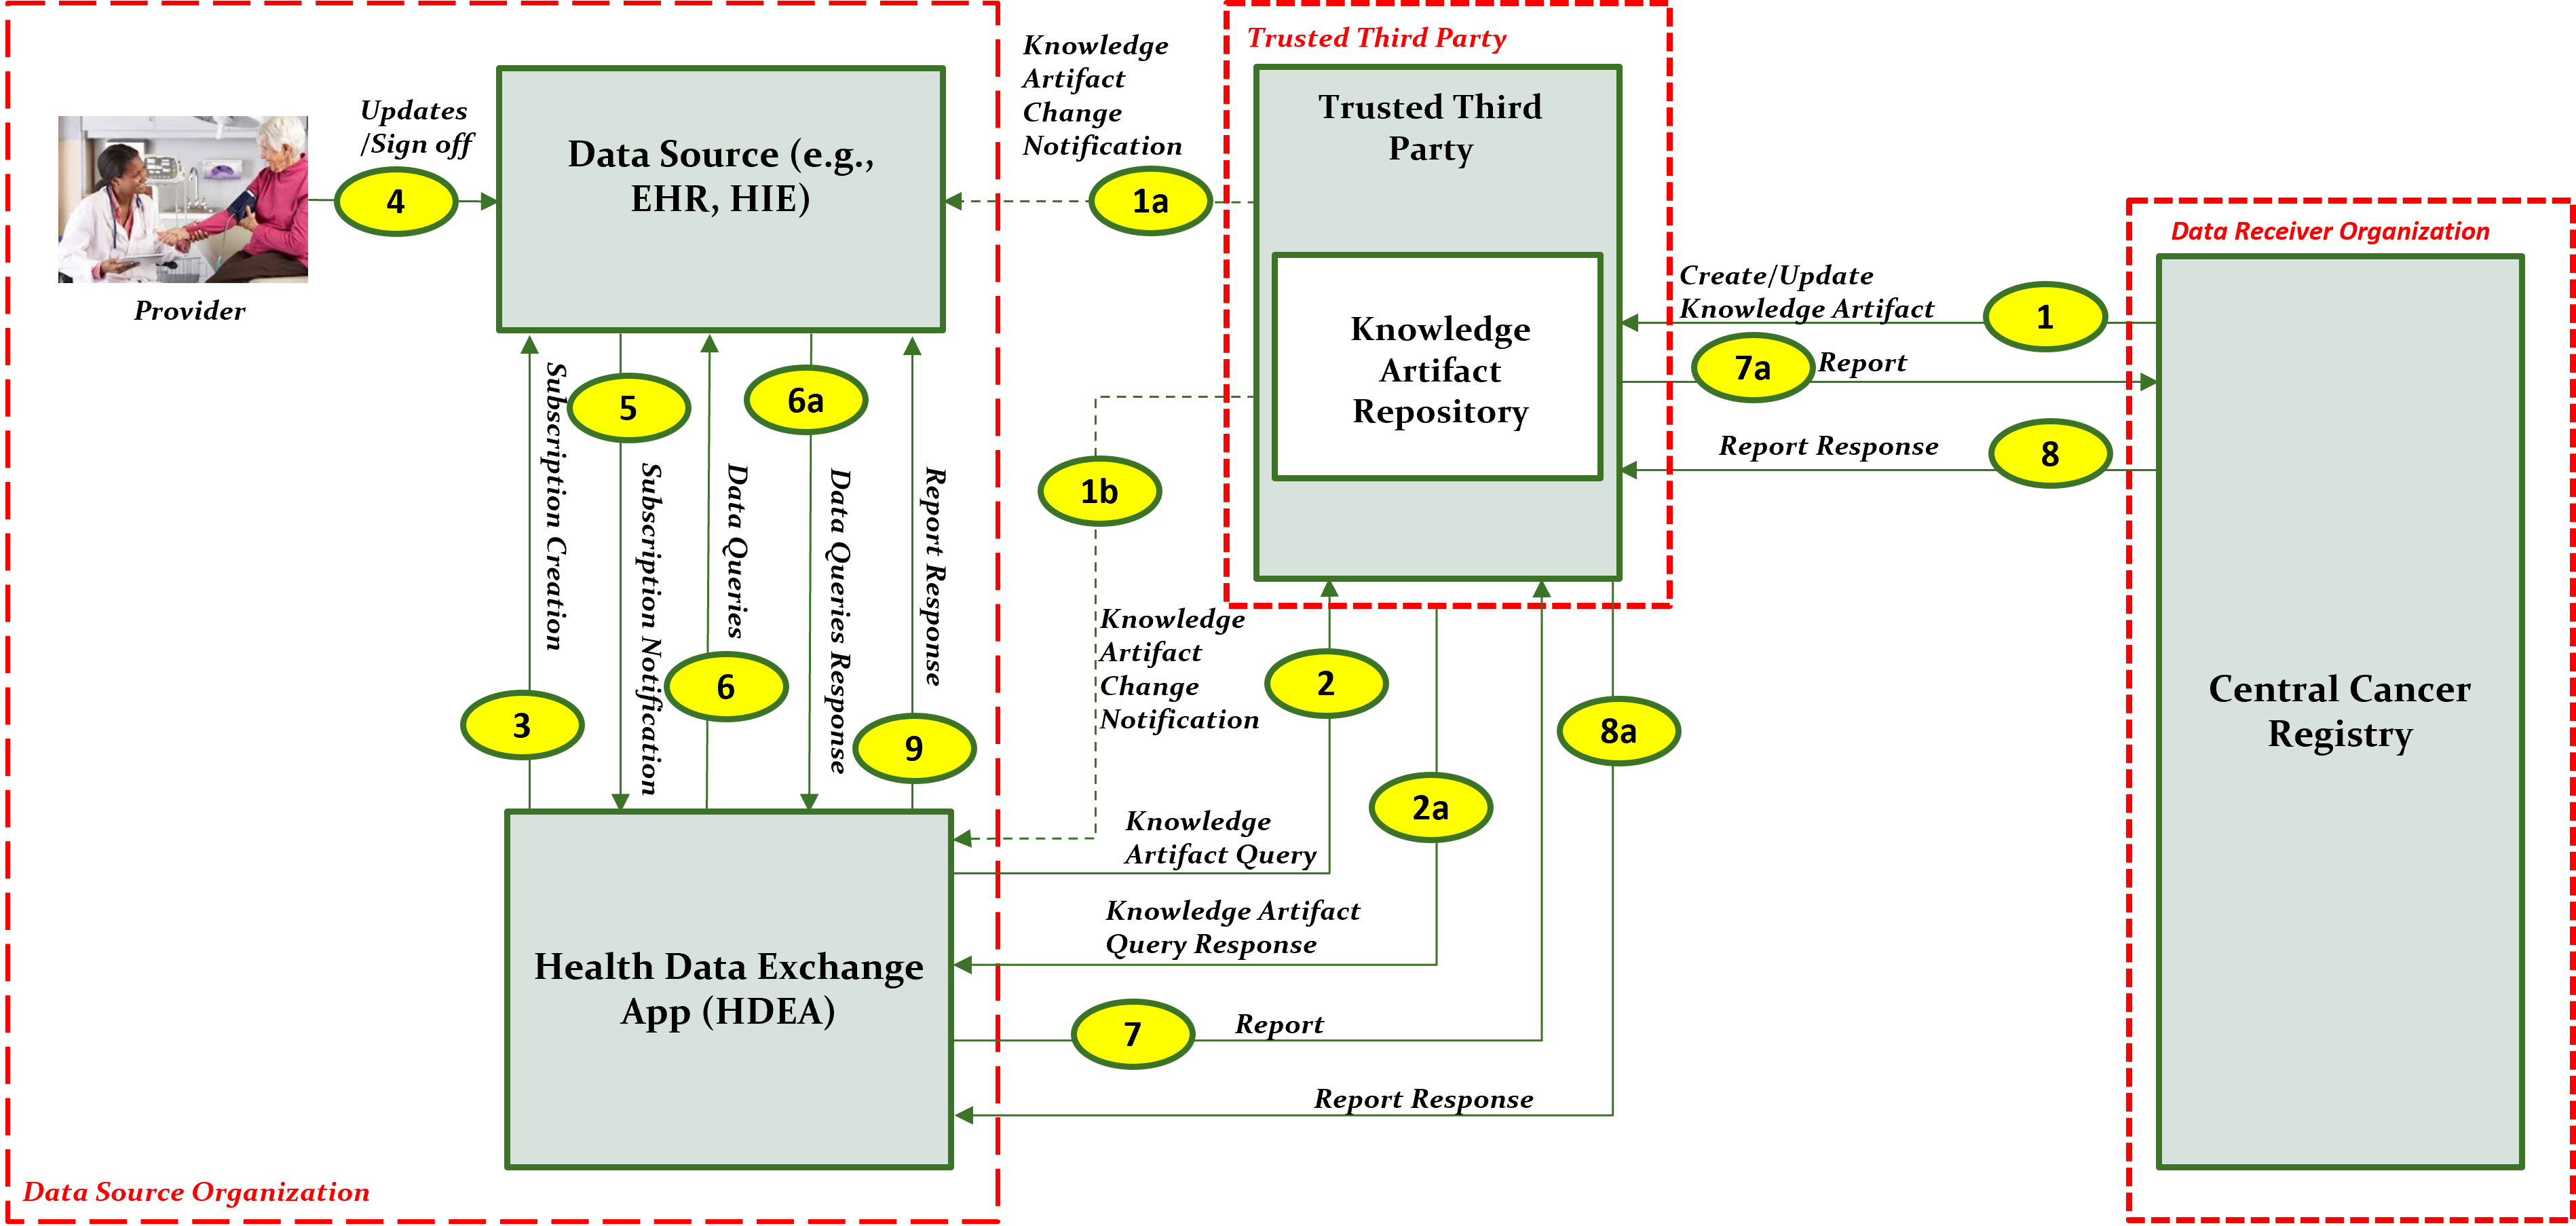 Trusted Third Party
Knowledge
Artifact
Change
Notification
Updates
/Sign off
4
Provider
Data Source (e.g.,
EHR, HIE)
1a
Trusted Third
Party
Knowledge
Artifact
Repository
Data Receiver Organization
Create/Update
Knowledge Artifact
1
7a
Report
Report Response
8
Central Cancer
Registry
Subscription Creation
3
5
Subscription Notification
Data Queries
6
6a
Data Queries Response
Report Response
9
1b
Knowledge
Artifact
Change
Notification
2
2a
8a
Knowledge
Artifact Query
Knowledge Artifact
Query Response
Health Data Exchange
App (HDEA)
7
Report
Report Response
Data Source Organization